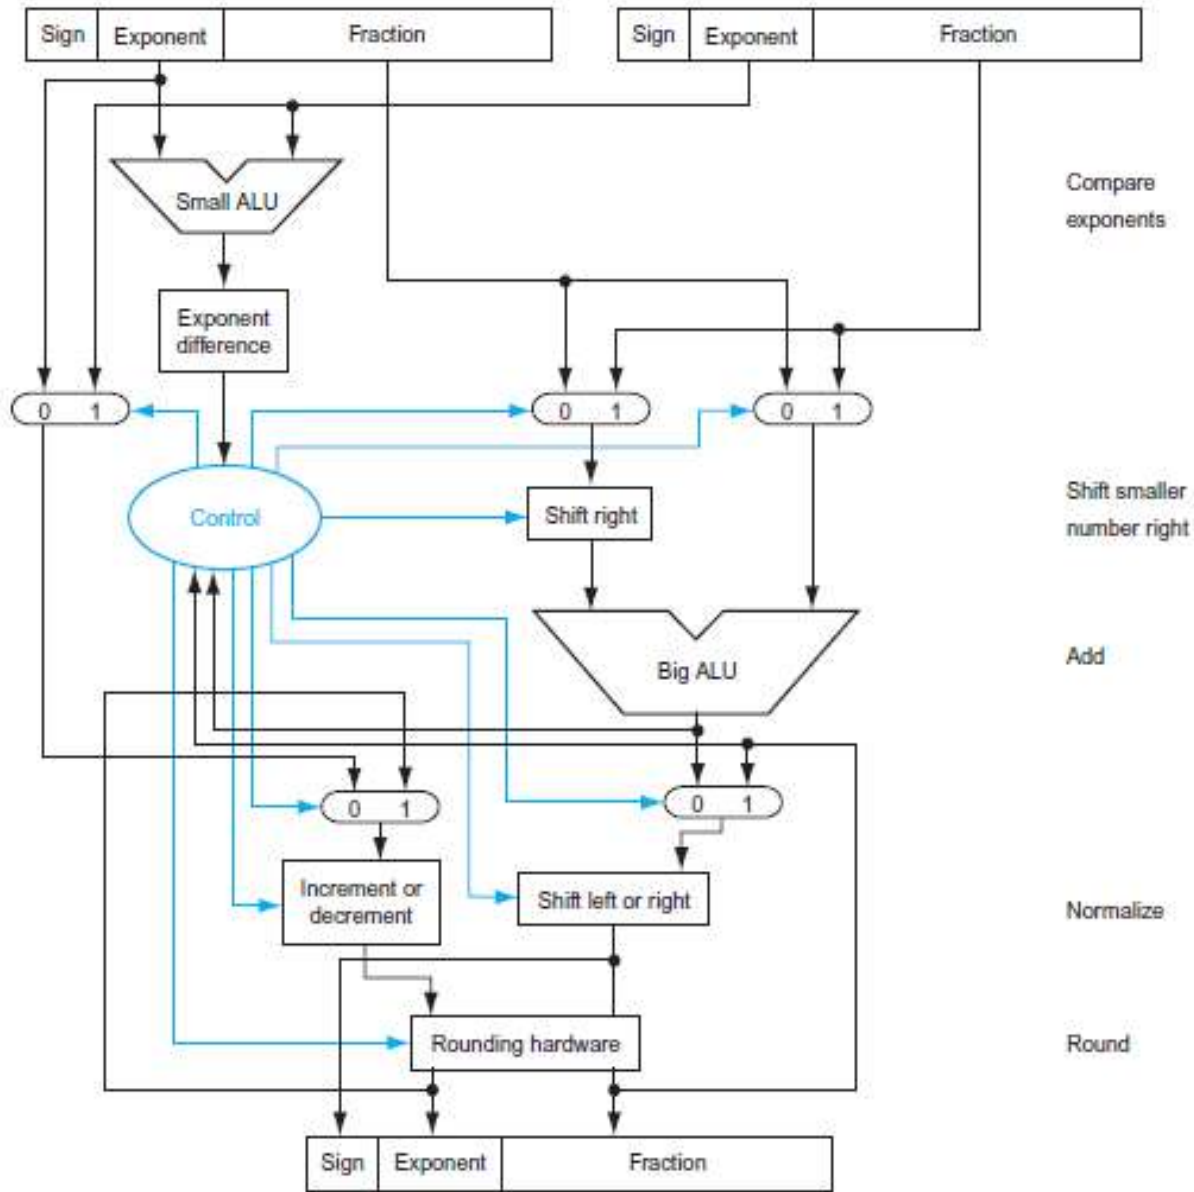 Sign Exponent Fraction
Sign Exponent Fraction
Small ALU
Compare
exponents
Exponent
difference
0 1
0 1
0 1
Control
Shift right
Shift smaller
number right
Big ALU
Add
0 1
0 1
Increment or
decrement
Shift left or right
Normalize
Rounding hardware
Round
Sign Exponent Fraction